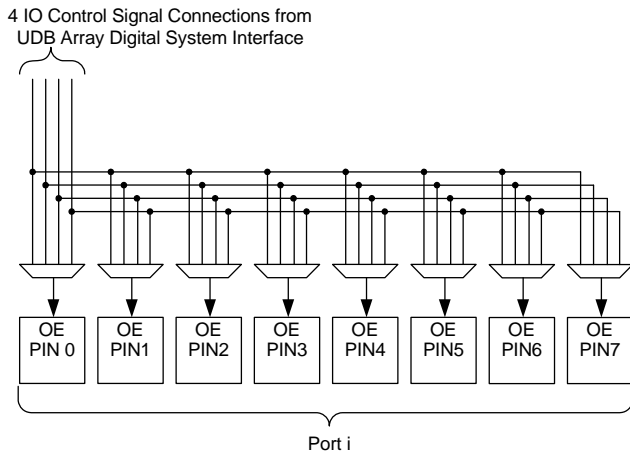 4 IO Control Signal Connections from
UDB Array Digital System Interface
OE
PIN 0
OE
PIN1
OE
PIN2
OE
PIN3
OE
PIN4
OE
PIN5
OE
PIN6
OE
PIN7
Port i